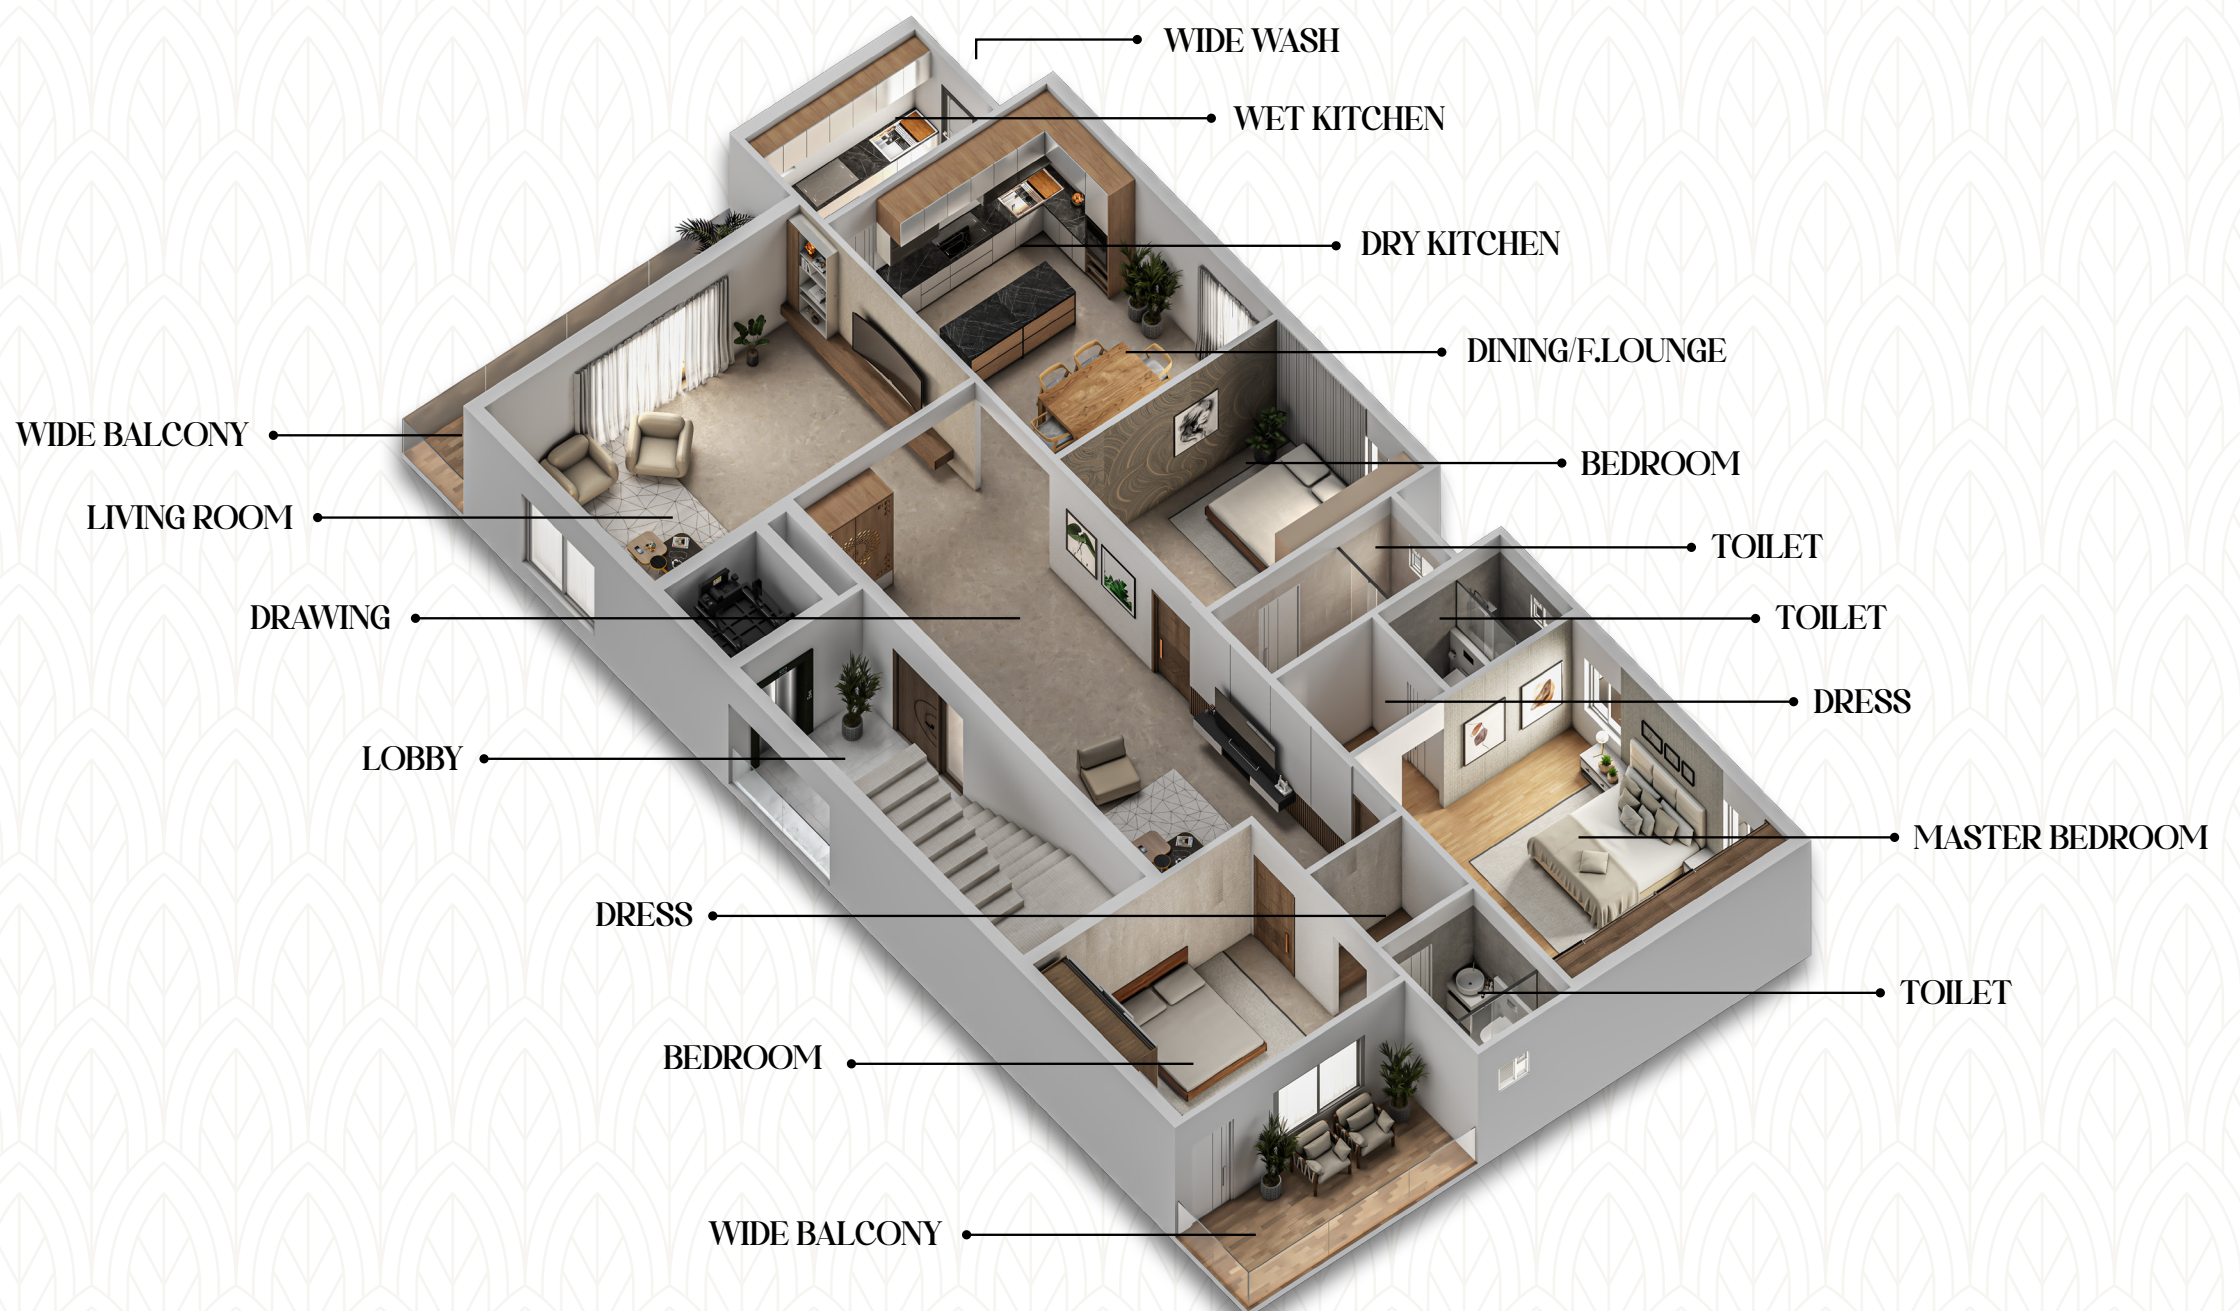 WIDE WASH
WET KITCHEN
DRY KITCHEN
DINING/F.LOUNGE
WIDE BALCONY
BEDROOM
LIVING ROOM
TOILET
DRAWING
TOILET
DRESS
LOBBY
MASTER BEDROOM
DRESS
TOILET
BEDROOM
WIDE BALCONY